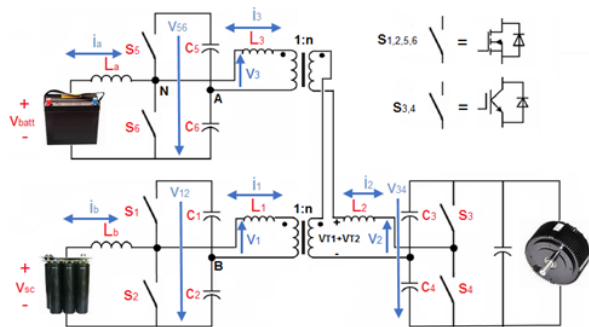 ia
La
+
Vbatt
-
S5
S6
N
V56
C5
C6
A
i3
L3
V3
1:n
S1,2,5,6
=
S3,4
=
ib
Lb
+
Vsc
-
S1
S2
V12
C1
C2
B
i1
L1
V1
1:n
i2
L2
+
VT1+VT2
-
V2
V34
C3
C4
S3
S4